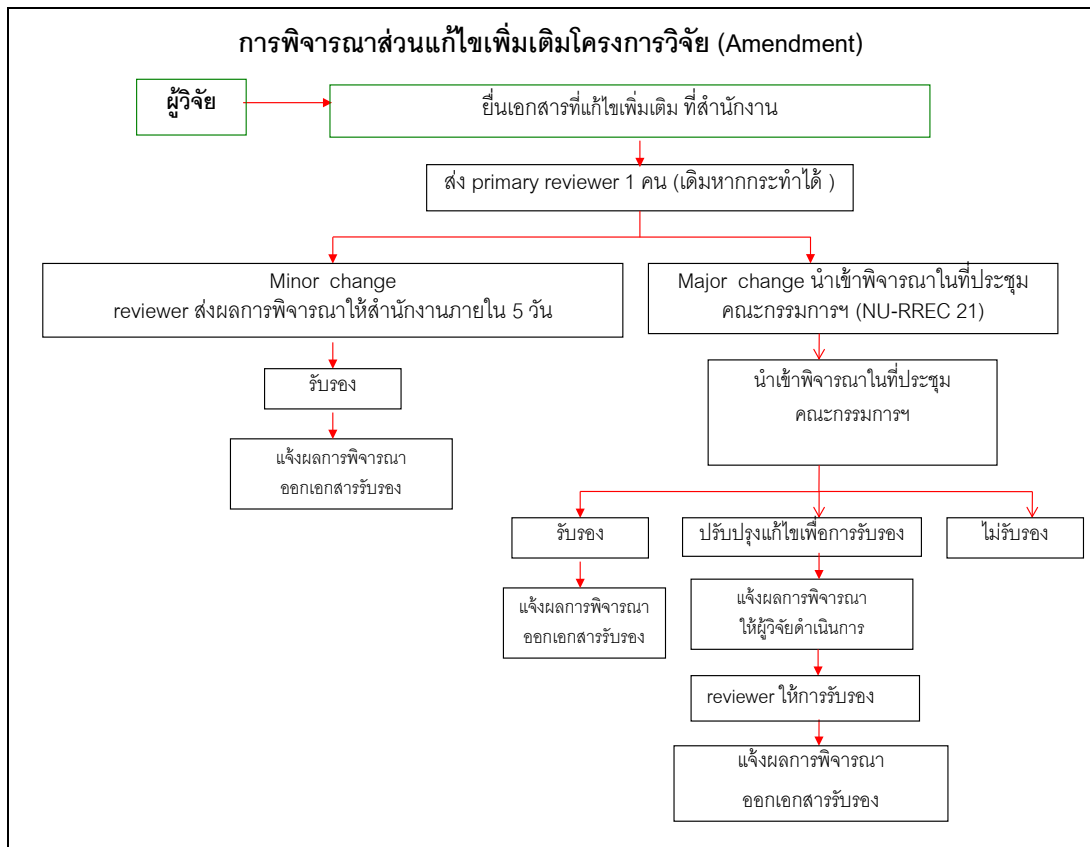 การพิจารณาส่วนแก้ไขเพิ่มเติมโครงการวิจัย (Amendment)
ผู้วิจัย
ยื่นเอกสารที่แก้ไขเพิ่มเติม ที่สำนักงาน
ส่ง primary reviewer 1 คน (เดิมหากกระทำได้ )
Minor change
reviewer ส่งผลการพิจารณาให้สำนักงานภายใน 5 วัน
Major change นำเข้าพิจารณาในที่ประชุม
คณะกรรมการฯ (NU-RREC 21)
รับรอง
แจ้งผลการพิจารณา
ออกเอกสารรับรอง
นำเข้าพิจารณาในที่ประชุม
คณะกรรมการฯ
รับรอง
ปรับปรุงแก้ไขเพื่อการรับรอง
ไม่รับรอง
แจ้งผลการพิจารณา
ออกเอกสารรับรอง
แจ้งผลการพิจารณา
ให้ผู้วิจัยดำเนินการ
reviewer ให้การรับรอง
แจ้งผลการพิจารณา
ออกเอกสารรับรอง